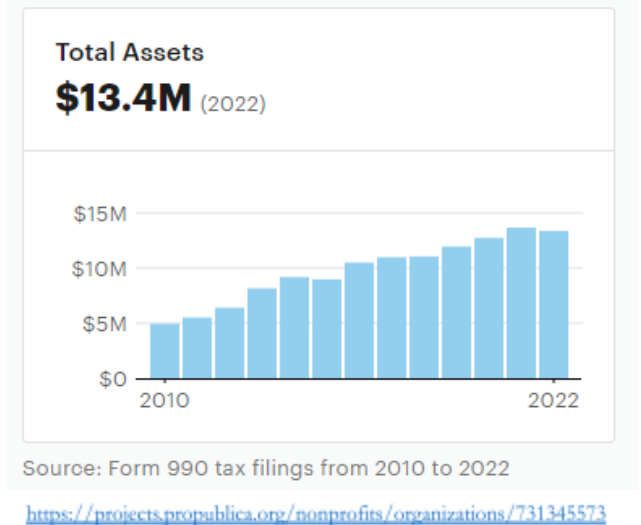 Total Assets
$13.4M (2022)
$15M
$10M
$5M
$0
2010 2022
Source: Form 990 tax filings from 2010 to 2022
https://projects.propublica.org/nonprofits/organizations/731345573